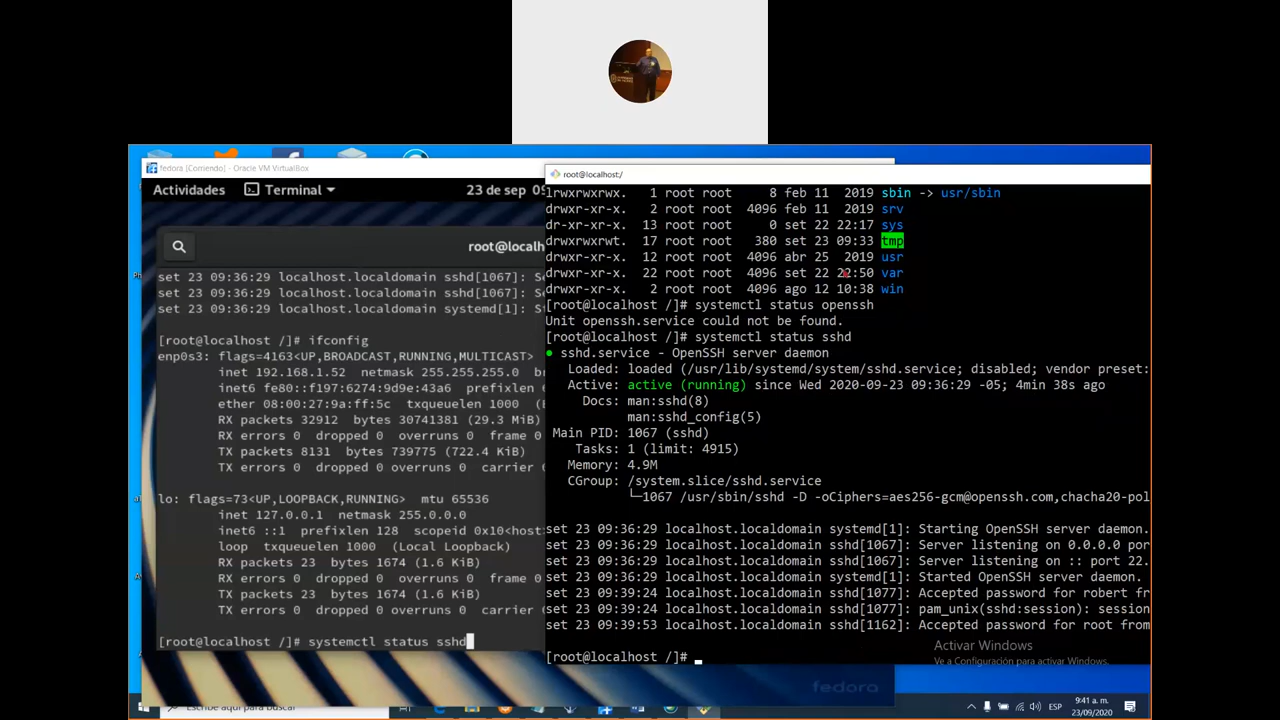 fedora [Corriendo] - Oracle VM VirtualBox
Actividades
Terminal
23 de sep 09
root@localh
set 23 09:36:29 localhost.localdomain sshd[1067]: Se
set 23 09:36:29 localhost.localdomain sshd[1067]: Se
set 23 09:36:29 localhost.localdomain systemd[1]: St
[root@localhost /]# ifconfig
enp0s3: flags=4163<UP,BROADCAST,RUNNING,MULTICAST>
inet 192.168.1.52 netmask 255.255.255.0 b
inet6 fe80::f197:6274:9d9e:43a6 prefixlen
ether 08:00:27:9a:ff:5c txqueuelen 1000 (E
RX packets 32912 bytes 30741381 (29.3 MiB)
RX errors 0 dropped 0 overruns 0 frame 0
TX packets 8131 bytes 739775 (722.4 KiB)
TX errors 0 dropped 0 overruns 0 carrier
lo: flags=73<UP,LOOPBACK,RUNNING> mtu 65536
inet 127.0.0.1 netmask 255.0.0.0
inet6 ::1 prefixlen 128 scopeid 0x10<host>
loop txqueuelen 1000 (Local Loopback)
RX packets 23 bytes 1674 (1.6 KiB)
RX errors 0 dropped 0 overruns 0 frame 0
TX packets 23 bytes 1674 (1.6 KiB)
TX errors 0 dropped 0 overruns 0 carrier
[root@localhost /]# systemctl status sshd
fedora
root@localhost:/
lrwxrwxrwx. 1 root root 8 feb 11 2019 sbin -> usr/sbin
drwxr-xr-x. 2 root root 4096 feb 11 2019 srv
dr-xr-xr-x. 13 root root 0 set 22 22:17 sys
drwxrwxrwt. 17 root root 380 set 23 09:33 tmp
drwxr-xr-x. 12 root root 4096 abr 25 2019 usr
drwxr-xr-x. 22 root root 4096 set 22 22:50 var
drwxr-xr-x. 2 root root 4096 ago 12 10:38 win
[root@localhost /]# systemctl status openssh
Unit openssh.service could not be found.
[root@localhost /]# systemctl status sshd
● sshd.service - OpenSSH server daemon
Loaded: loaded (/usr/lib/systemd/system/sshd.service; disabled; vendor preset:
Active: active (running) since Wed 2020-09-23 09:36:29 -05; 4min 38s ago
Docs: man:sshd(8)
man:sshd_config(5)
Main PID: 1067 (sshd)
Tasks: 1 (limit: 4915)
Memory: 4.9M
CGroup: /system.slice/sshd.service
└─1067 /usr/sbin/sshd -D -oCiphers=aes256-gcm@openssh.com,chacha20-pol
set 23 09:36:29 localhost.localdomain systemd[1]: Starting OpenSSH server daemon.
set 23 09:36:29 localhost.localdomain sshd[1067]: Server listening on 0.0.0.0 por
set 23 09:36:29 localhost.localdomain sshd[1067]: Server listening on :: port 22.
set 23 09:36:29 localhost.localdomain systemd[1]: Started OpenSSH server daemon.
set 23 09:39:24 localhost.localdomain sshd[1077]: Accepted password for robert fr
set 23 09:39:24 localhost.localdomain sshd[1077]: pam_unix(sshd:session): session
set 23 09:39:53 localhost.localdomain sshd[1162]: Accepted password for root from
[root@localhost /]#
Activar Windows
Ve a Configuración para activar Windows.
Escribe aquí para buscar
ESP
9:41 a. m.
23/09/2020